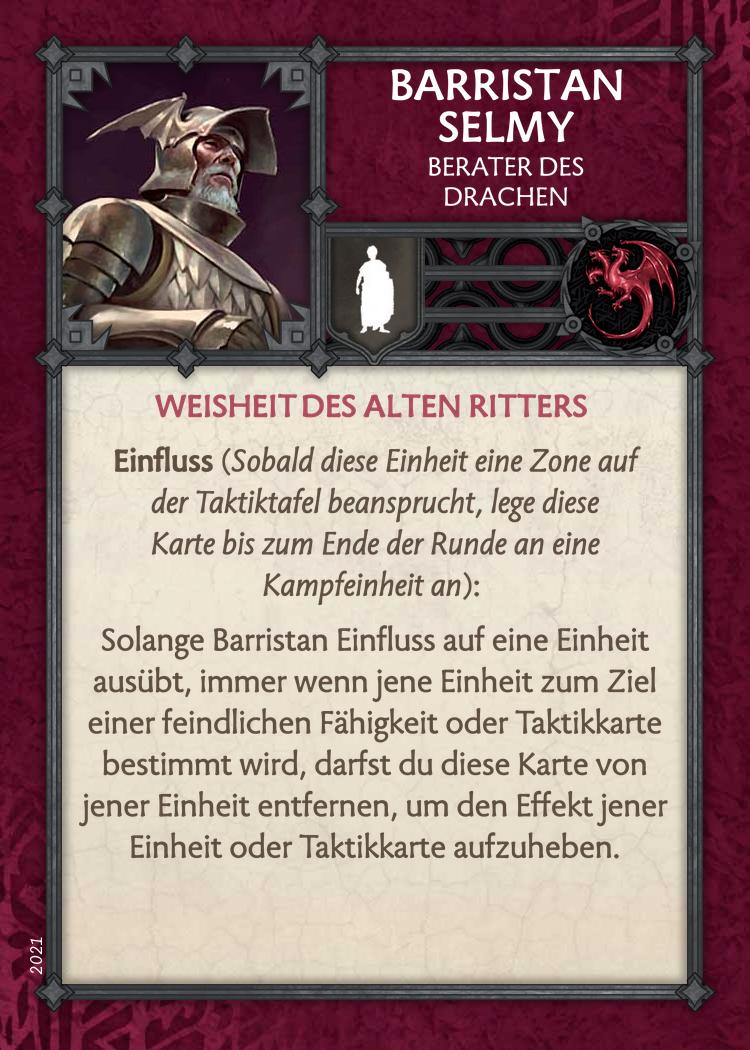 BARRISTAN
SELMY
BERATER DES
DRACHEN
WEISHEIT DES ALTEN RITTERS
Einfluss (Sobald diese Einheit eine Zone auf
der Taktiktafel beansprucht, lege diese
Karte bis zum Ende der Runde an eine
Kampfeinheit an):
Solange Barristan Einfluss auf eine Einheit
ausübt, immer wenn jene Einheit zum Ziel
einer feindlichen Fähigkeit oder Taktikkarte
bestimmt wird, darfst du diese Karte von
jener Einheit entfernen, um den Effekt jener
Einheit oder Taktikkarte aufzuheben.
2021